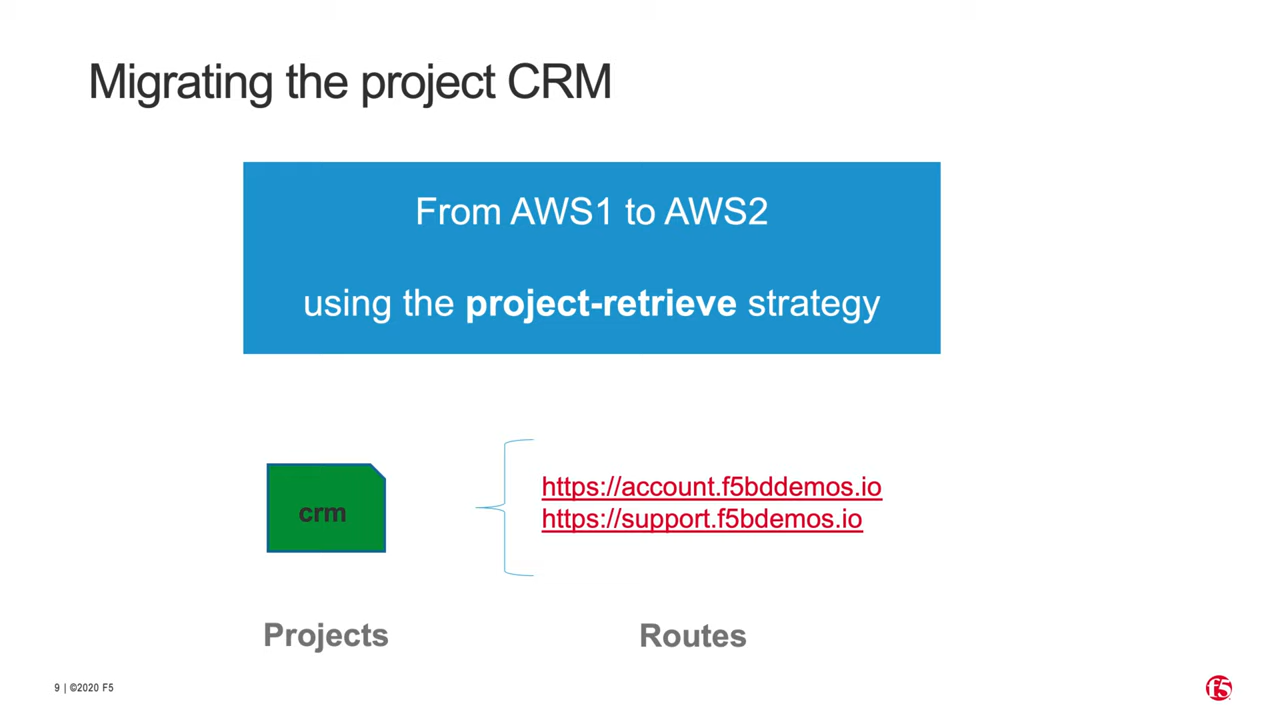 Migrating the project CRM
From AWS1 to AWS2
using the project-retrieve strategy
crm
https://account.f5bddemos.io
https://support.f5bdemos.io
Projects
Routes
9 | ©2020 F5
f5